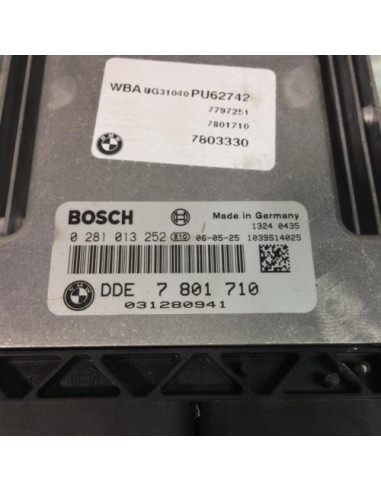 WBA UG31040 PU62742
7797251
7801710
7803330
BOSCH Made in Germany
1324 0435
0 281 013 252 E10 06-05-25 1039S14025
DDE 7 801 710
031280941